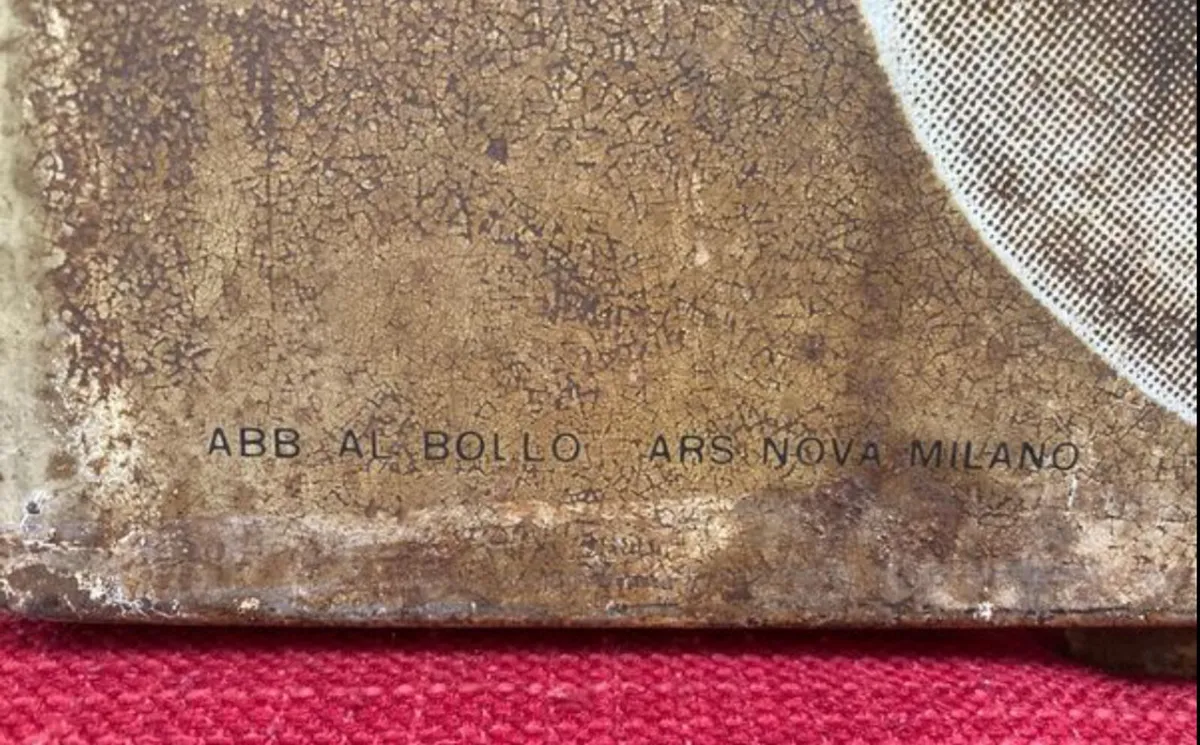 ABB AL BOLLO ARS NOVA MILANO